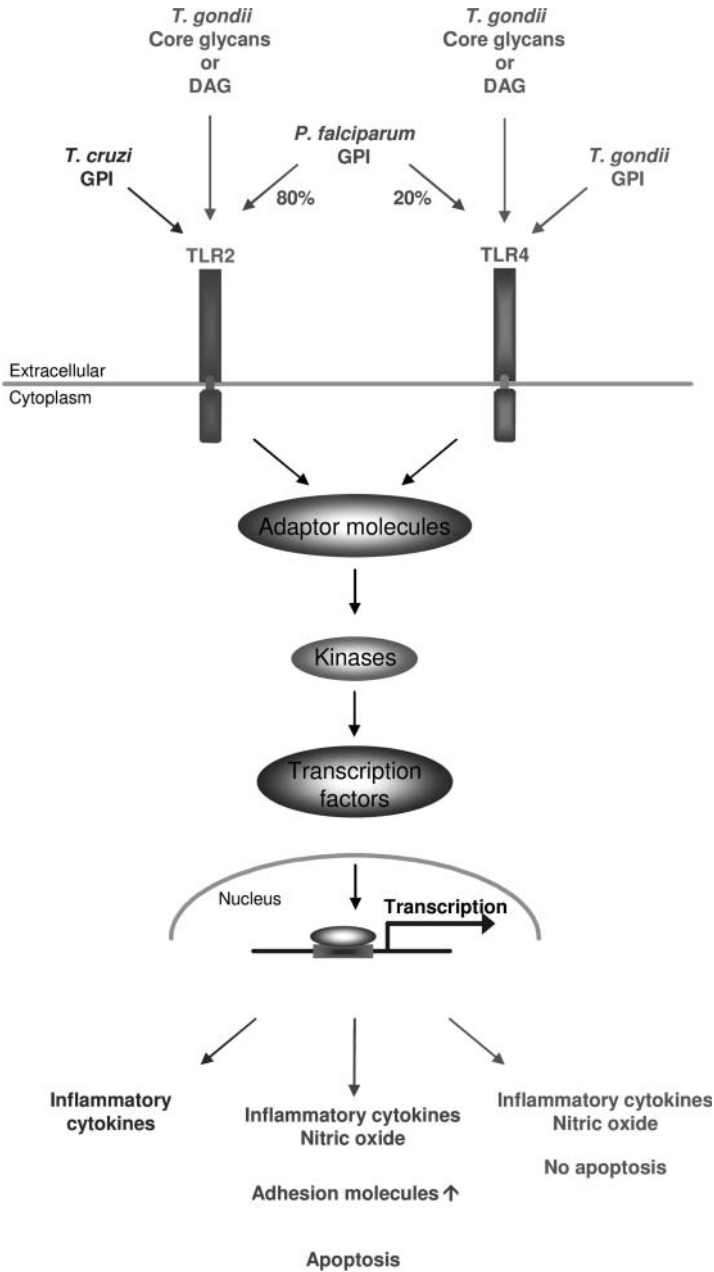 T. gondii
Core glycans
or
DAG
T. gondii
Core glycans
or
DAG
P. falciparum
GPI
T. cruzi
GPI
T. gondii
GPI
80%
20%
TLR2
TLR4
Extracellular
Cytoplasm
Adaptor molecules
Kinases
Transcription
factors
Nucleus
Transcription
Inflammatory
cytokines
Inflammatory cytokines
Nitric oxide
Adhesion molecules ↑
Apoptosis
Inflammatory cytokines
Nitric oxide
No apoptosis